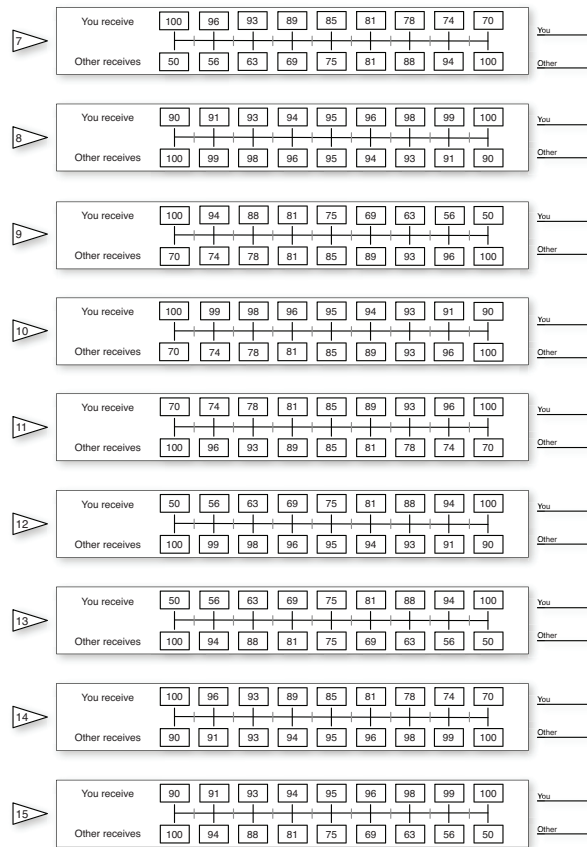 7
You receive 100 96 93 89 85 81 78 74 70
You
Other receives 50 56 63 69 75 81 88 94 100
Other
8
You receive 90 91 93 94 95 96 98 99 100
You
Other receives 100 99 98 96 95 94 93 91 90
Other
9
You receive 100 94 88 81 75 69 63 56 50
You
Other receives 70 74 78 81 85 89 93 96 100
Other
10
You receive 100 99 98 96 95 94 93 91 90
You
Other receives 70 74 78 81 85 89 93 96 100
Other
11
You receive 70 74 78 81 85 89 93 96 100
You
Other receives 100 96 93 89 85 81 78 74 70
Other
12
You receive 50 56 63 69 75 81 88 94 100
You
Other receives 100 99 98 96 95 94 93 91 90
Other
13
You receive 50 56 63 69 75 81 88 94 100
You
Other receives 100 94 88 81 75 69 63 56 50
Other
14
You receive 100 96 93 89 85 81 78 74 70
You
Other receives 90 91 93 94 95 96 98 99 100
Other
15
You receive 90 91 93 94 95 96 98 99 100
You
Other receives 100 94 88 81 75 69 63 56 50
Other